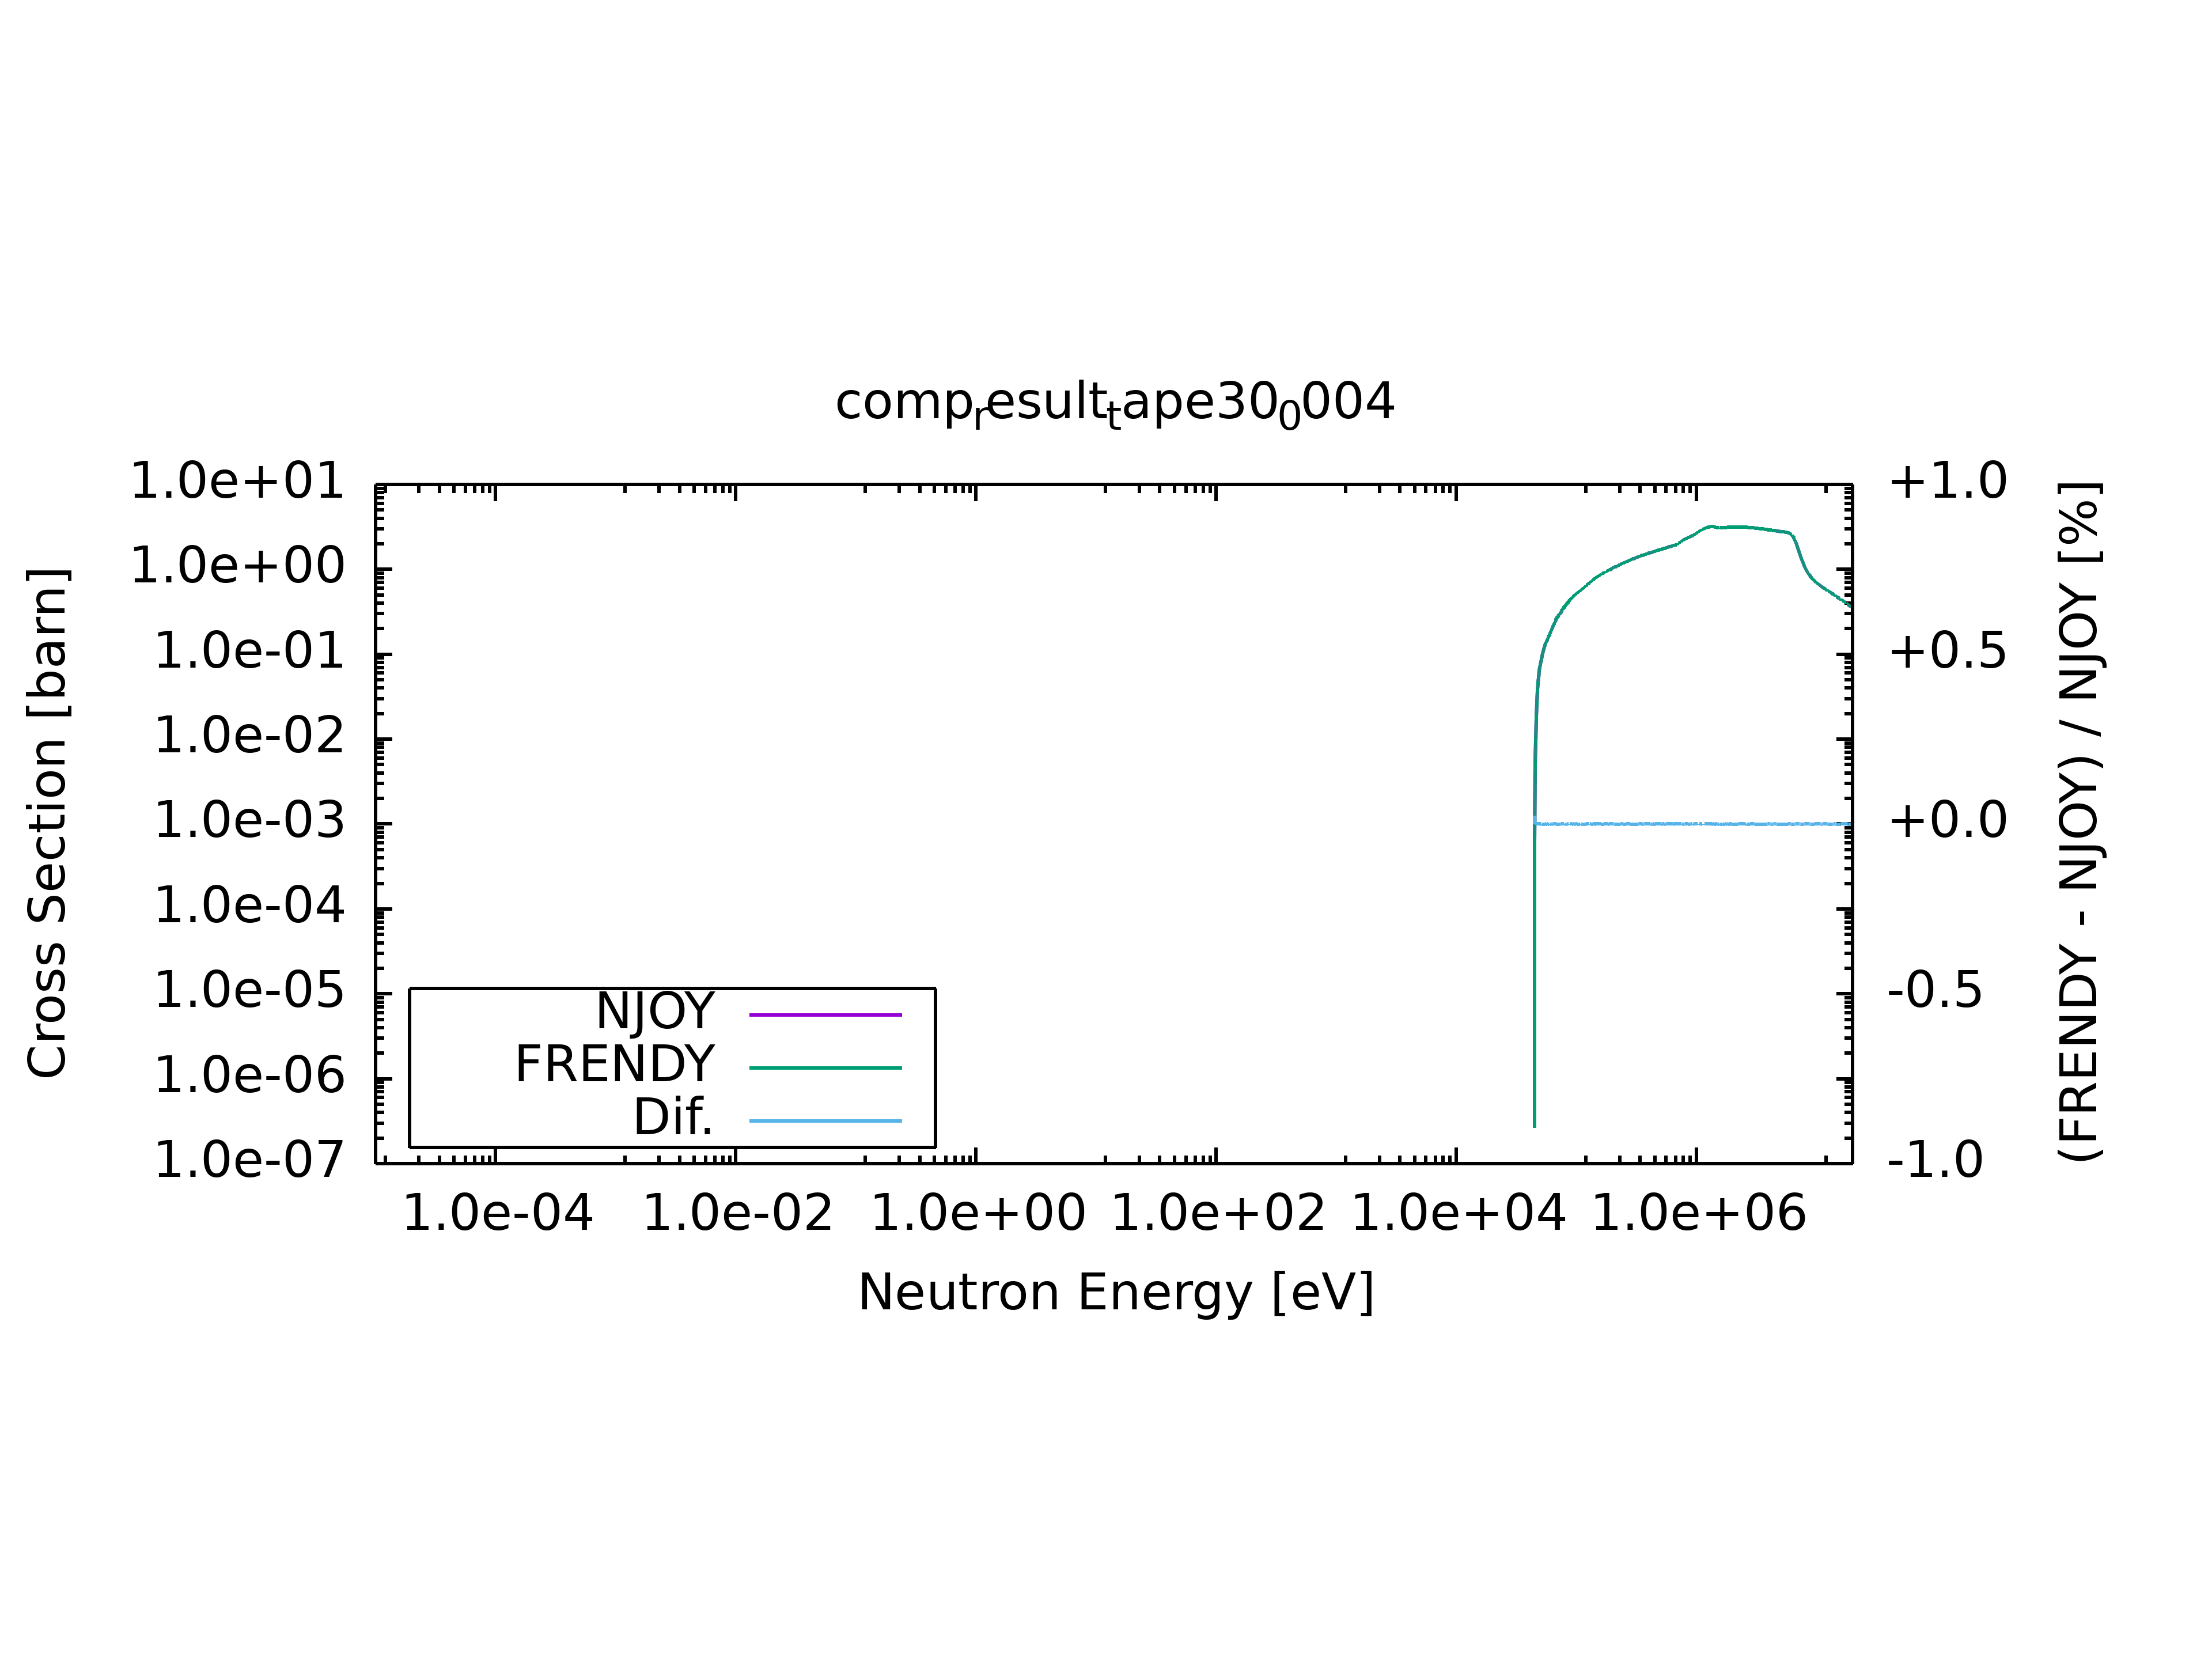 compresulttape300004
1.0e+01
1.0e+00
1.0e-01
1.0e-02
1.0e-03
1.0e-04
1.0e-05
1.0e-06
1.0e-07
Cross Section [barn]
+1.0
+0.5
+0.0
-0.5
-1.0
(FRENDY - NJOY) / NJOY [%]
NJOY
FRENDY
Dif.
1.0e-04 1.0e-02 1.0e+00 1.0e+02 1.0e+04 1.0e+06
Neutron Energy [eV]